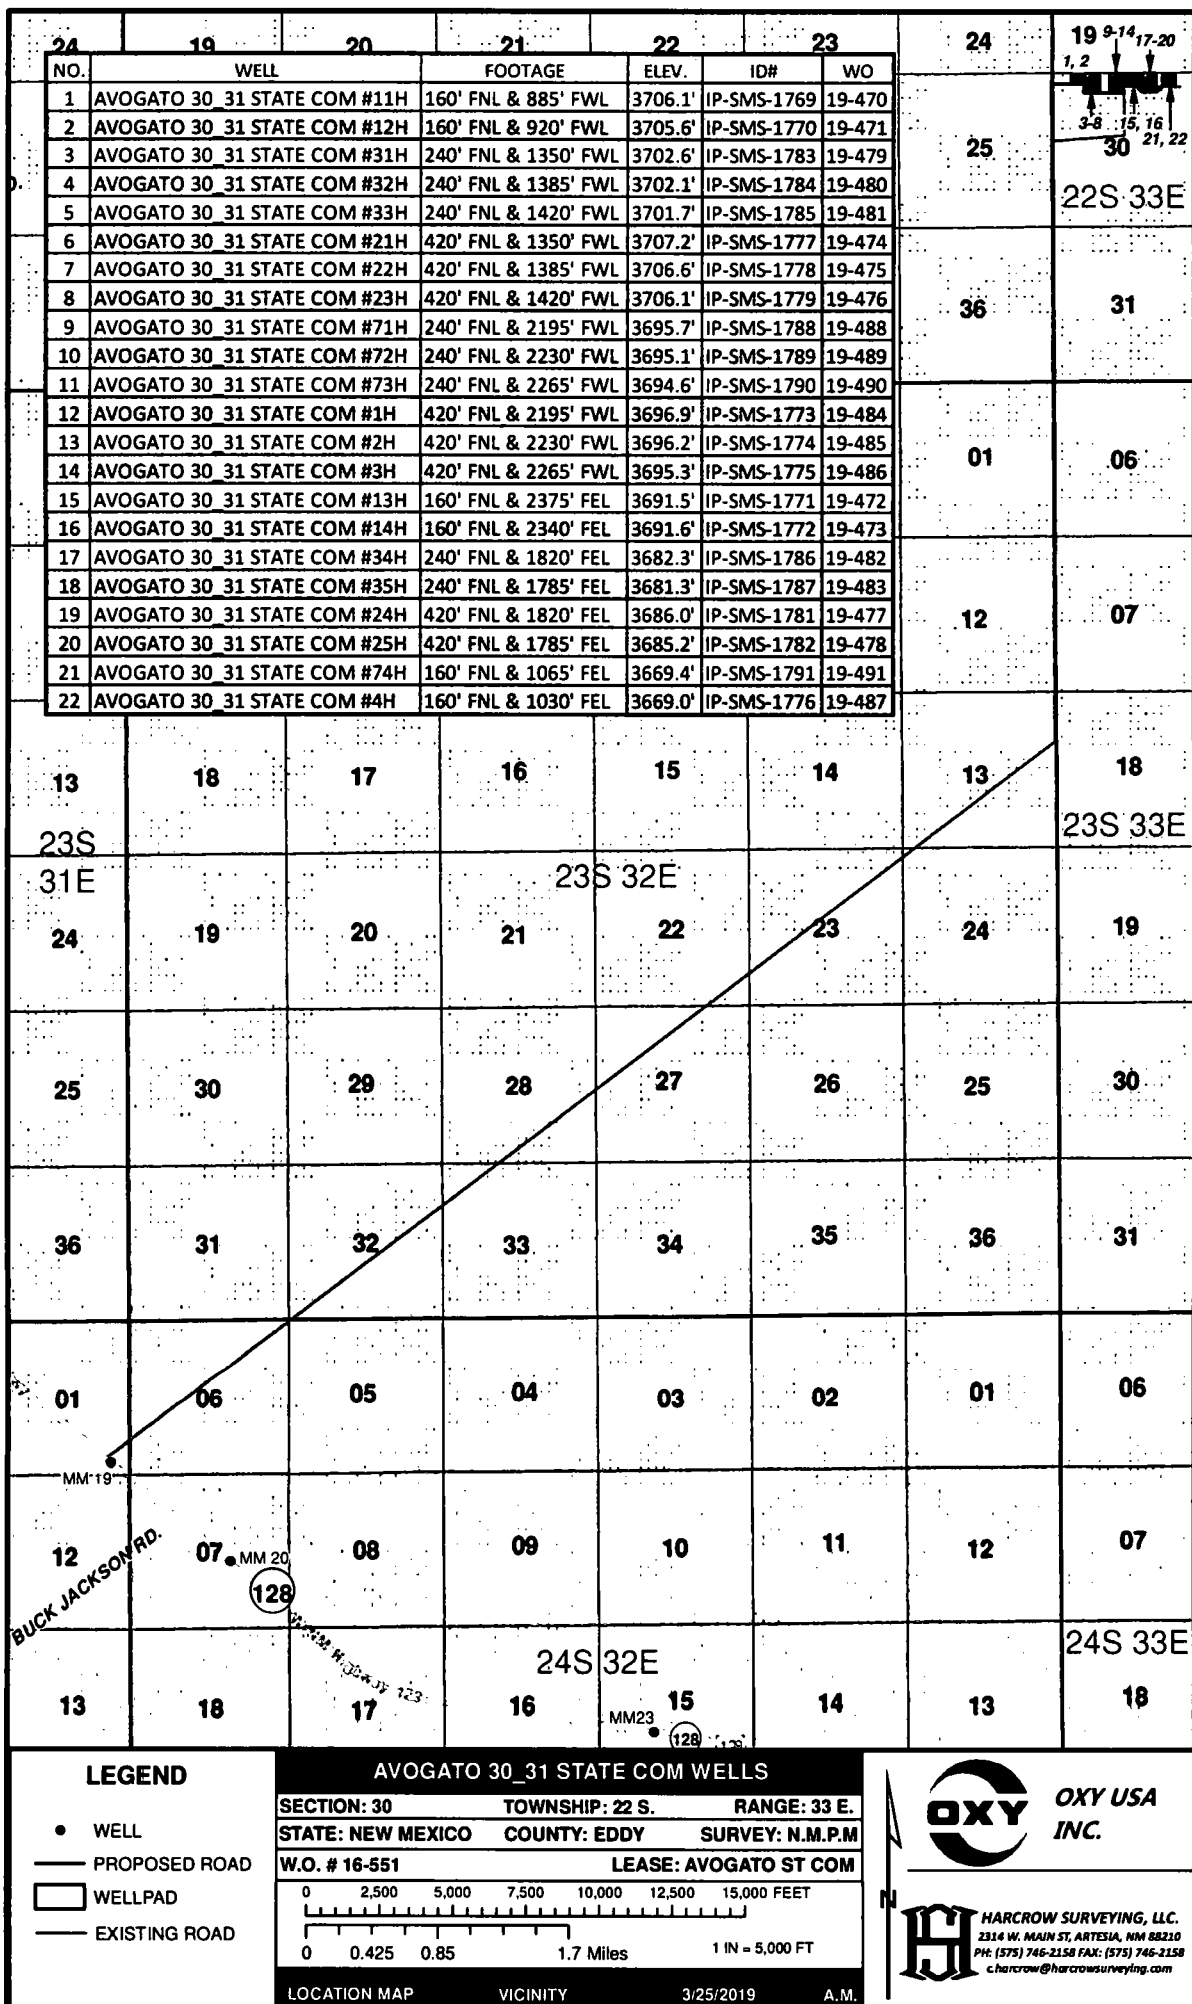 24 19 20 21 22 23 24 19 9-14 17-20
1, 2
3-8 15, 16
21, 22
25 30
22S 33E
NO. WELL FOOTAGE ELEV. ID# WO
1 AVOGATO 30_31 STATE COM #11H 160' FNL & 885' FWL 3706.1' IP-SMS-1769 19-470
2 AVOGATO 30_31 STATE COM #12H 160' FNL & 920' FWL 3705.6' IP-SMS-1770 19-471
3 AVOGATO 30_31 STATE COM #31H 240' FNL & 1350' FWL 3702.6' IP-SMS-1783 19-479
4 AVOGATO 30_31 STATE COM #32H 240' FNL & 1385' FWL 3702.1' IP-SMS-1784 19-480
5 AVOGATO 30_31 STATE COM #33H 240' FNL & 1420' FWL 3701.7' IP-SMS-1785 19-481
6 AVOGATO 30_31 STATE COM #21H 420' FNL & 1350' FWL 3707.2' IP-SMS-1777 19-474
7 AVOGATO 30_31 STATE COM #22H 420' FNL & 1385' FWL 3706.6' IP-SMS-1778 19-475
8 AVOGATO 30_31 STATE COM #23H 420' FNL & 1420' FWL 3706.1' IP-SMS-1779 19-476
9 AVOGATO 30_31 STATE COM #71H 240' FNL & 2195' FWL 3695.7' IP-SMS-1788 19-488
10 AVOGATO 30_31 STATE COM #72H 240' FNL & 2230' FWL 3695.1' IP-SMS-1789 19-489
11 AVOGATO 30_31 STATE COM #73H 240' FNL & 2265' FWL 3694.6' IP-SMS-1790 19-490
12 AVOGATO 30_31 STATE COM #1H 420' FNL & 2195' FWL 3696.9' IP-SMS-1773 19-484
13 AVOGATO 30_31 STATE COM #2H 420' FNL & 2230' FWL 3696.2' IP-SMS-1774 19-485
14 AVOGATO 30_31 STATE COM #3H 420' FNL & 2265' FWL 3695.3' IP-SMS-1775 19-486
15 AVOGATO 30_31 STATE COM #13H 160' FNL & 2375' FEL 3691.5' IP-SMS-1771 19-472
16 AVOGATO 30_31 STATE COM #14H 160' FNL & 2340' FEL 3691.6' IP-SMS-1772 19-473
17 AVOGATO 30_31 STATE COM #34H 240' FNL & 1820' FEL 3682.3' IP-SMS-1786 19-482
18 AVOGATO 30_31 STATE COM #35H 240' FNL & 1785' FEL 3681.3' IP-SMS-1787 19-483
19 AVOGATO 30_31 STATE COM #24H 420' FNL & 1820' FEL 3686.0' IP-SMS-1781 19-477
20 AVOGATO 30_31 STATE COM #25H 420' FNL & 1785' FEL 3685.2' IP-SMS-1782 19-478
21 AVOGATO 30_31 STATE COM #74H 160' FNL & 1065' FEL 3669.4' IP-SMS-1791 19-491
22 AVOGATO 30_31 STATE COM #4H 160' FNL & 1030' FEL 3669.0' IP-SMS-1776 19-487
36 31
01 06
12 07
13 18 17 16 15 14 13 18
23S 23S 33E
31E 23S 32E
24 19 20 21 22 23 24 19
25 30 29 28 27 26 25 30
36 31 32 33 34 35 36 31
01 06 05 04 03 02 01 06
MM 19
12 07 MM 20 08 09 10 11 12 07
BUCK JACKSON RD.
128
24S 32E 24S 33E
13 18 17 16 15 14 13 18
MM23
128
LEGEND
WELL
PROPOSED ROAD
WELLPAD
EXISTING ROAD
AVOGATO 30_31 STATE COM WELLS
SECTION: 30 TOWNSHIP: 22 S. RANGE: 33 E.
STATE: NEW MEXICO COUNTY: EDDY SURVEY: N.M.P.M
W.O. # 16-551 LEASE: AVOGATO ST COM
0 2,500 5,000 7,500 10,000 12,500 15,000 FEET
0 0.425 0.85 1.7 Miles 1 IN = 5,000 FT
LOCATION MAP VICINITY 3/25/2019 A.M.
N
OXY
OXY USA
INC.
HARCROW SURVEYING, LLC.
2314 W. MAIN ST, ARTESIA, NM 88210
PH: (575) 746-2158 FAX: (575) 746-2158
c.harcrow@harcrowsurveying.com